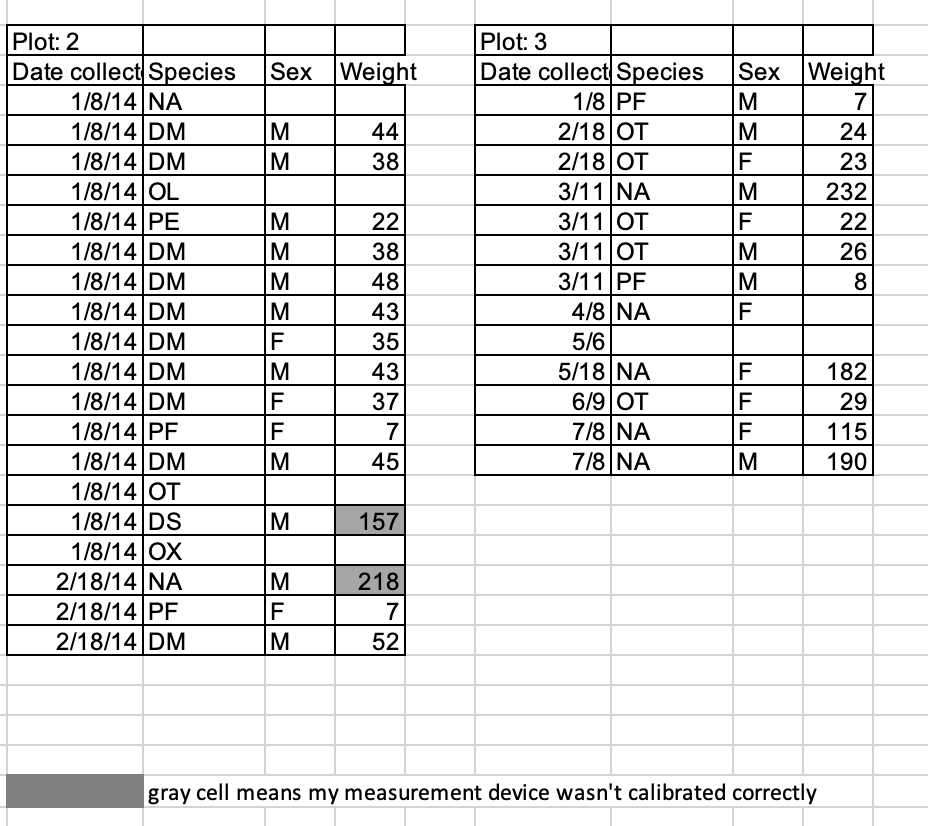 Plot: 2
Date collect Species Sex Weight
1/8/14 NA
1/8/14 DM M 44
1/8/14 DM M 38
1/8/14 OL
1/8/14 PE M 22
1/8/14 DM M 38
1/8/14 DM M 48
1/8/14 DM M 43
1/8/14 DM F 35
1/8/14 DM M 43
1/8/14 DM F 37
1/8/14 PF F 7
1/8/14 DM M 45
1/8/14 OT
1/8/14 DS M 157
1/8/14 OX
2/18/14 NA M 218
2/18/14 PF F 7
2/18/14 DM M 52
Plot: 3
Date collect Species Sex Weight
1/8 PF M 7
2/18 OT M 24
2/18 OT F 23
3/11 NA M 232
3/11 OT F 22
3/11 OT M 26
3/11 PF M 8
4/8 NA F
5/6
5/18 NA F 182
6/9 OT F 29
7/8 NA F 115
7/8 NA M 190
gray cell means my measurement device wasn't calibrated correctly